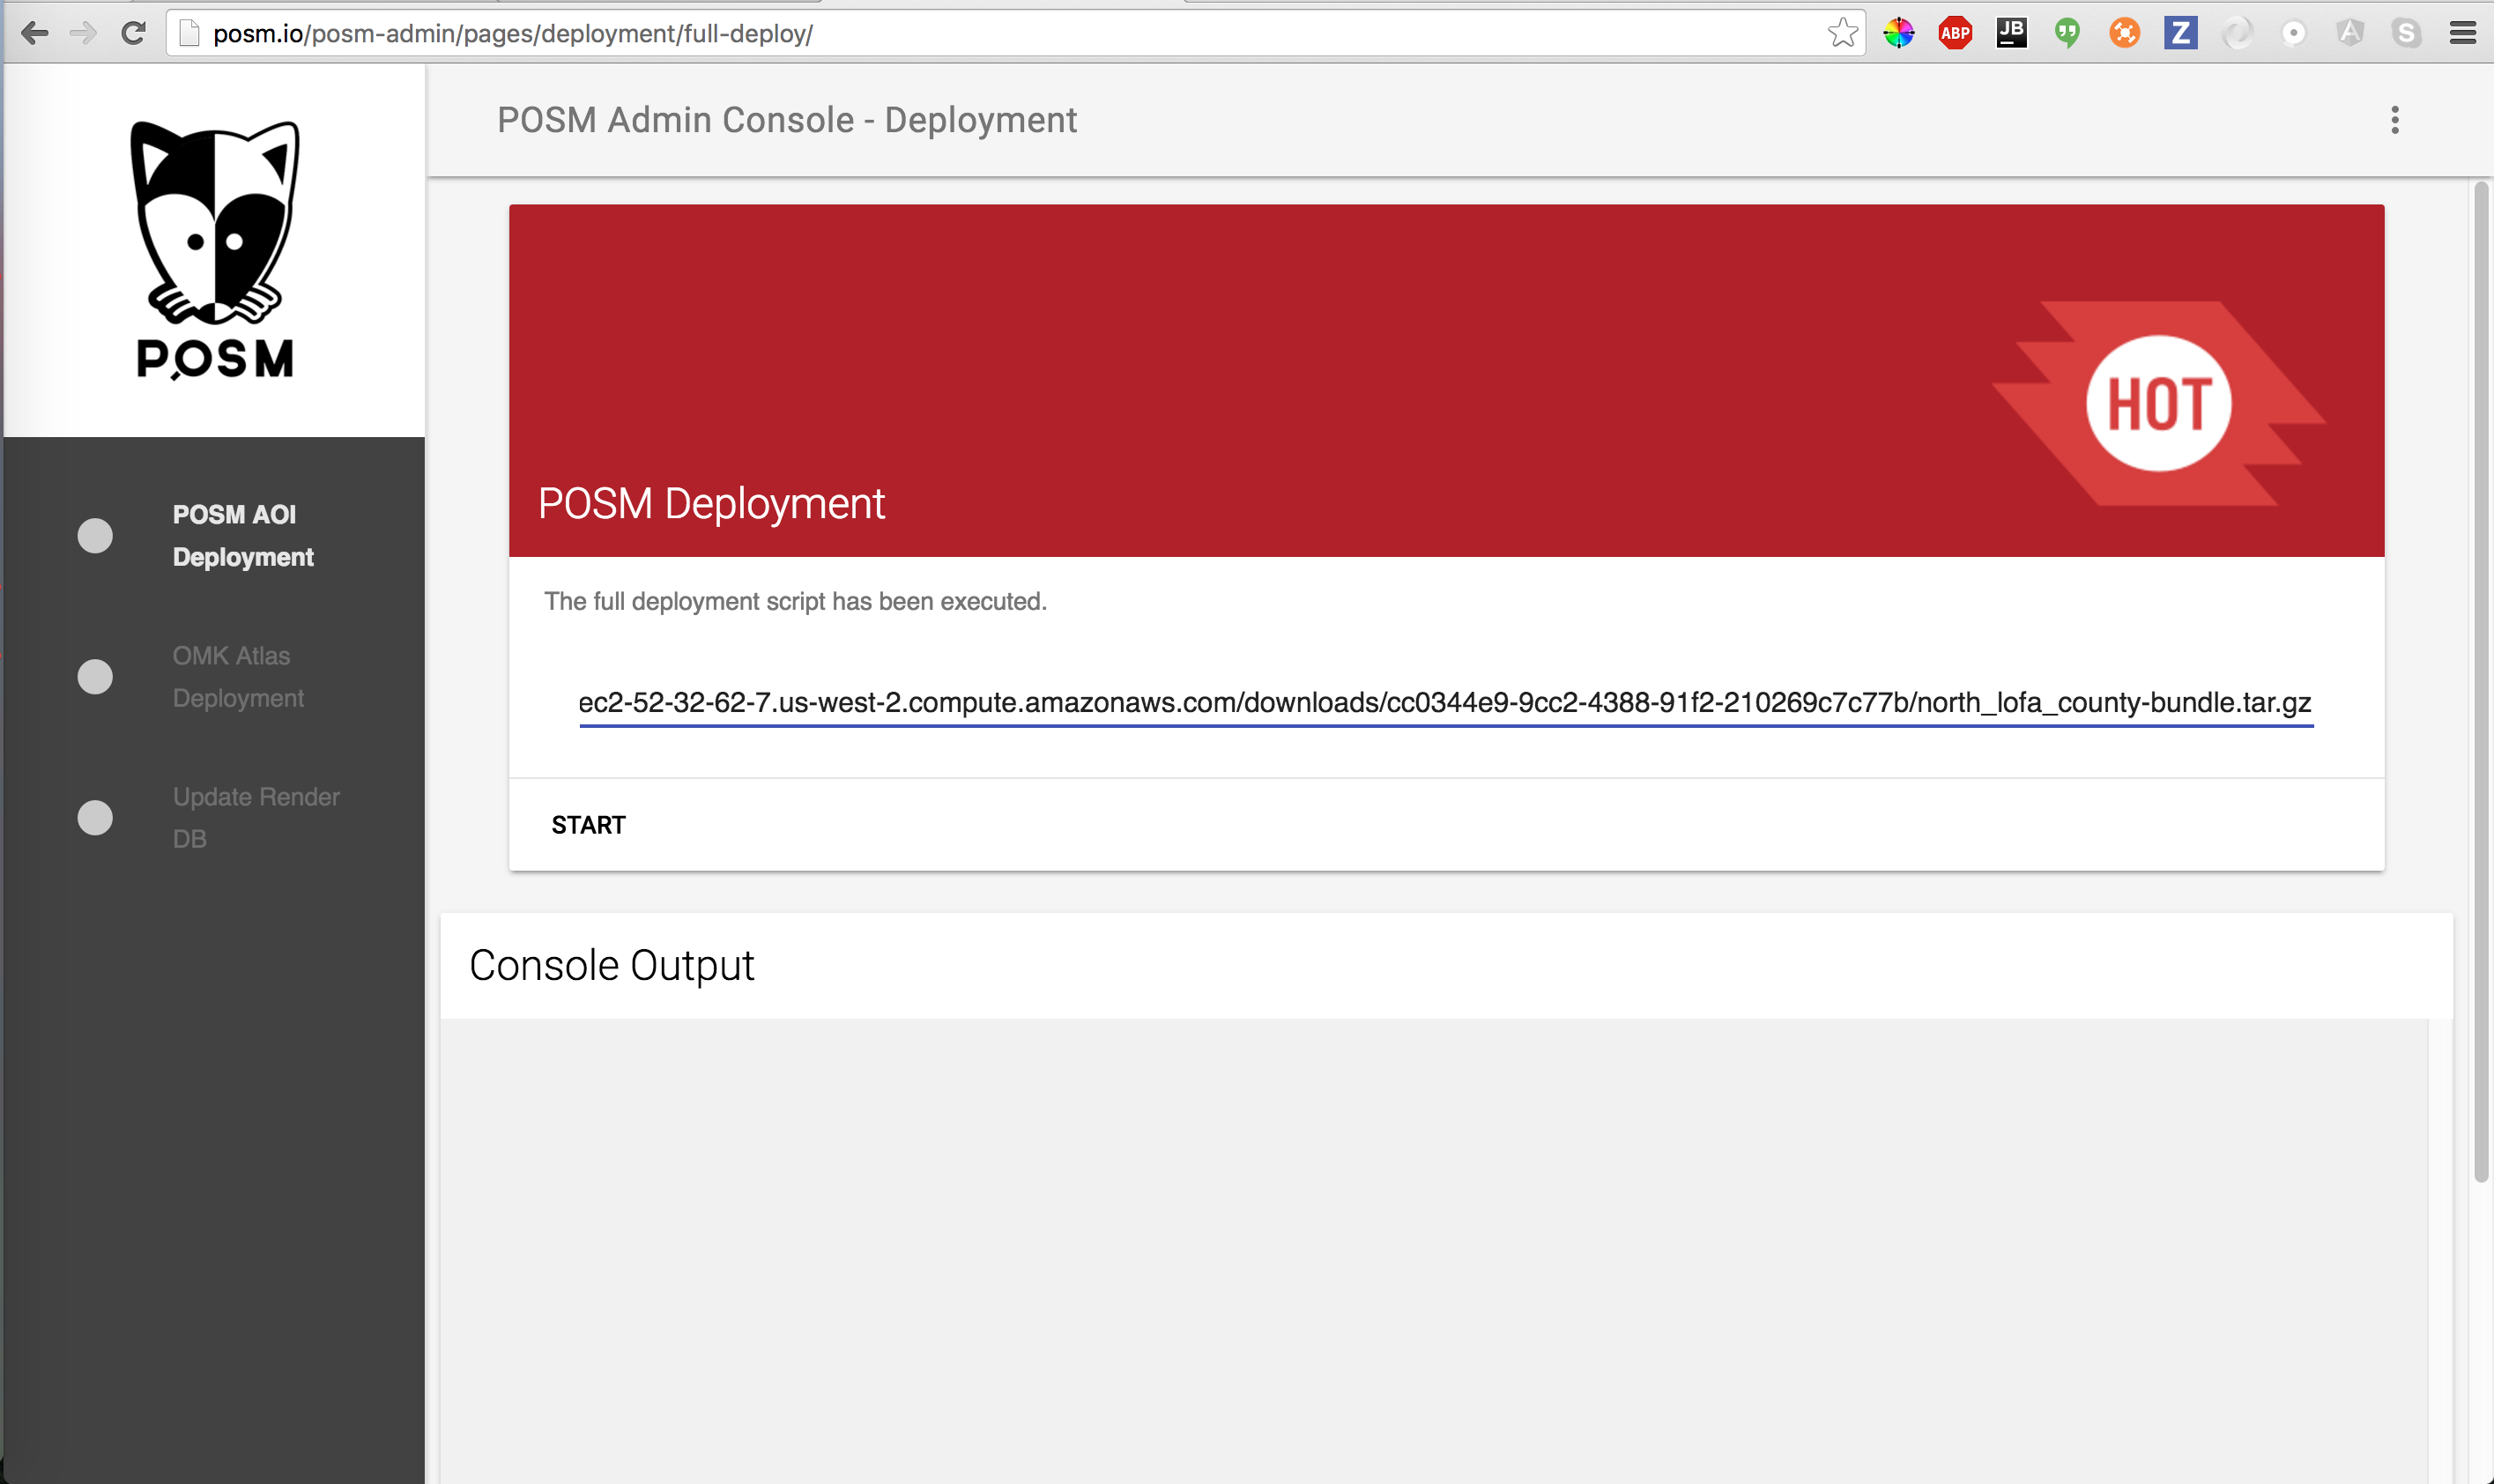 posm.io/posm-admin/pages/deployment/full-deploy/
ABP
JB
Z
A
S
POSM
POSM Admin Console - Deployment
HOT
POSM Deployment
POSM AOI
Deployment
The full deployment script has been executed.
OMK Atlas
Deployment
ec2-52-32-62-7.us-west-2.compute.amazonaws.com/downloads/cc0344e9-9cc2-4388-91f2-210269c7c77b/north_lofa_county-bundle.tar.gz
Update Render
DB
START
Console Output